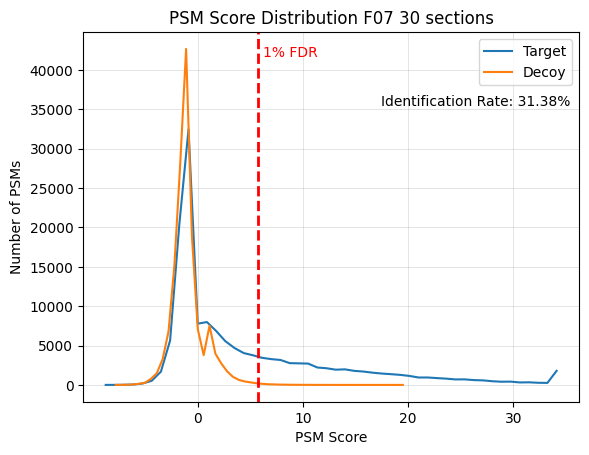 PSM Score Distribution F07 30 sections
1% FDR
Target
Decoy
Identification Rate: 31.38%
Number of PSMs
40000
35000
30000
25000
20000
15000
10000
5000
0
0
10
20
30
PSM Score